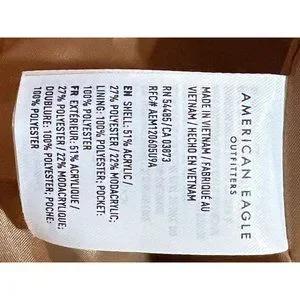 AMERICAN EAGLE
OUTFITTERS
MADE IN VIETNAM / FABRIQUÉ AU
VIETNAM / HECHO EN VIETNAM
RN 54485/CA 03873
RFC# AEM120608U9A
EN SHELL: 51% ACRYLIC /
27% POLYESTER / 22% MODACRYLIC;
LINING: 100% POLYESTER; POCKET:
100% POLYESTER
FR EXTÉRIEUR: 51% ACRYLIQUE /
27% POLYESTER / 22% MODACRYLIQUE;
DOUBLURE: 100% POLYESTER; POCHE:
100% POLYESTER